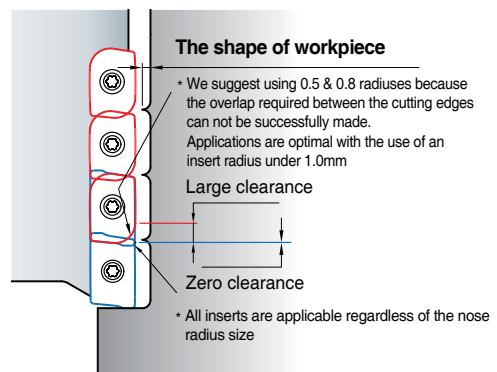 The shape of workpiece
* We suggest using 0.5 & 0.8 radiuses because
the overlap required between the cutting edges
can not be successfully made.
Applications are optimal with the use of an
insert radius under 1.0mm
Large clearance
Zero clearance
* All inserts are applicable regardless of the nose
radius size